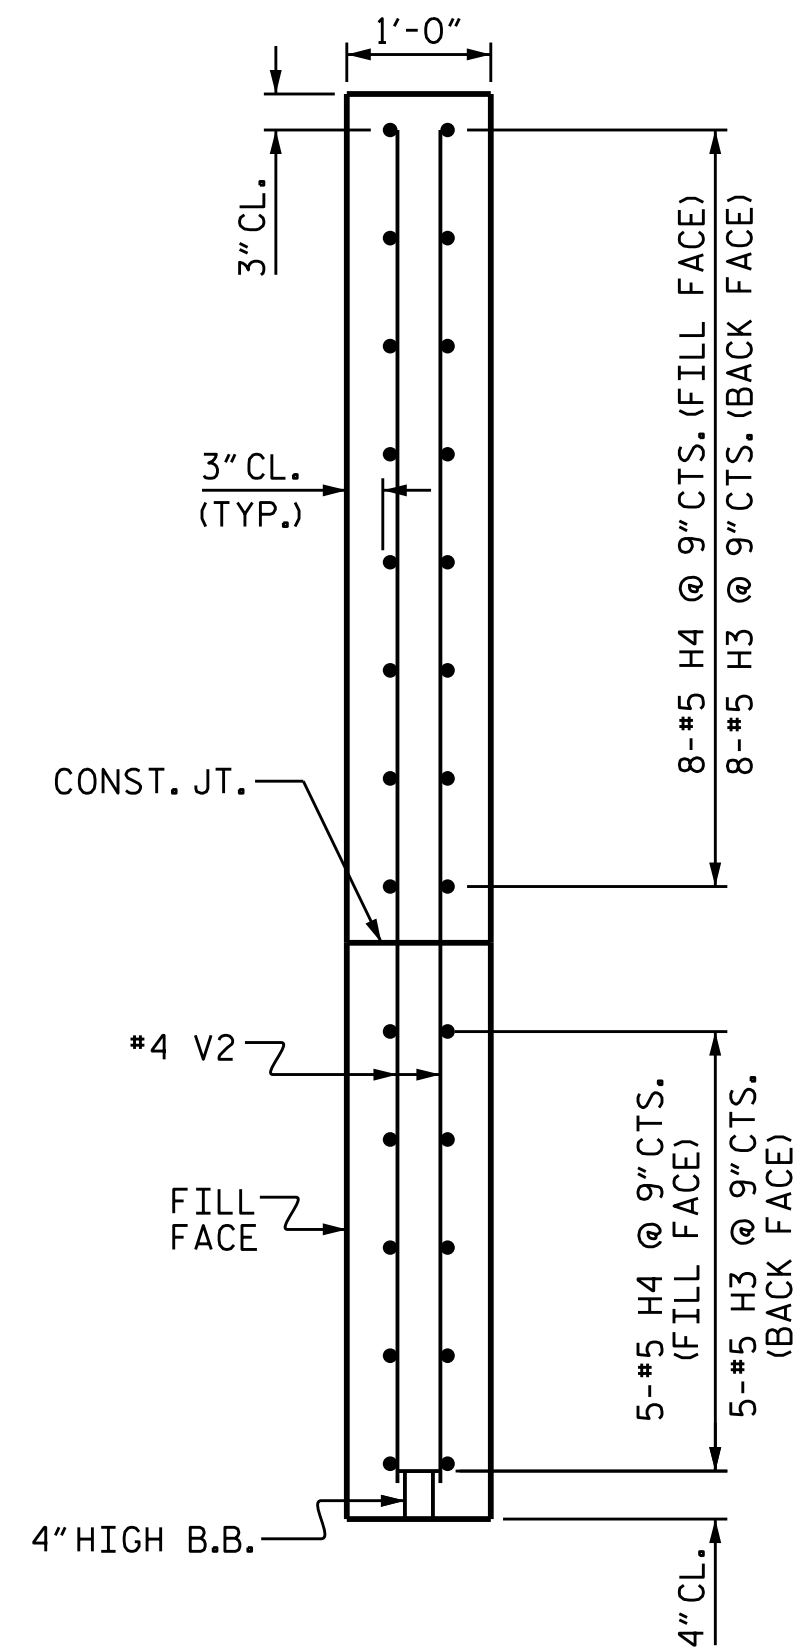 1'-0"
3" CL.
8-#5 H4 @ 9" CTS. (FILL FACE)
8-#5 H3 @ 9" CTS. (BACK FACE)
3" CL.
(TYP.)
CONST. JT.
#4 V2
FILL
FACE
5-#5 H4 @ 9" CTS.
(FILL FACE)
5-#5 H3 @ 9" CTS.
(BACK FACE)
4" HIGH B.B.
4" CL.